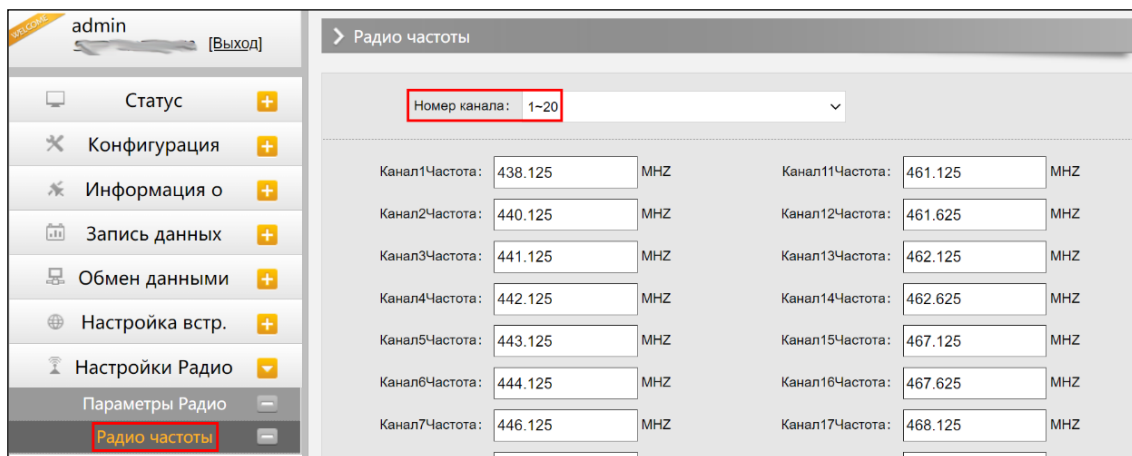 WELCOME
admin
[Выход]
Статус
Конфигурация
Информация о
Запись данных
Обмен данными
Настройка встр.
Настройки Радио
Параметры Радио
Радио частоты
Радио частоты
Номер канала: 1~20
Канал1Частота: 438.125 MHZ Канал11Частота: 461.125 MHZ
Канал2Частота: 440.125 MHZ Канал12Частота: 461.625 MHZ
Канал3Частота: 441.125 MHZ Канал13Частота: 462.125 MHZ
Канал4Частота: 442.125 MHZ Канал14Частота: 462.625 MHZ
Канал5Частота: 443.125 MHZ Канал15Частота: 467.125 MHZ
Канал6Частота: 444.125 MHZ Канал16Частота: 467.625 MHZ
Канал7Частота: 446.125 MHZ Канал17Частота: 468.125 MHZ